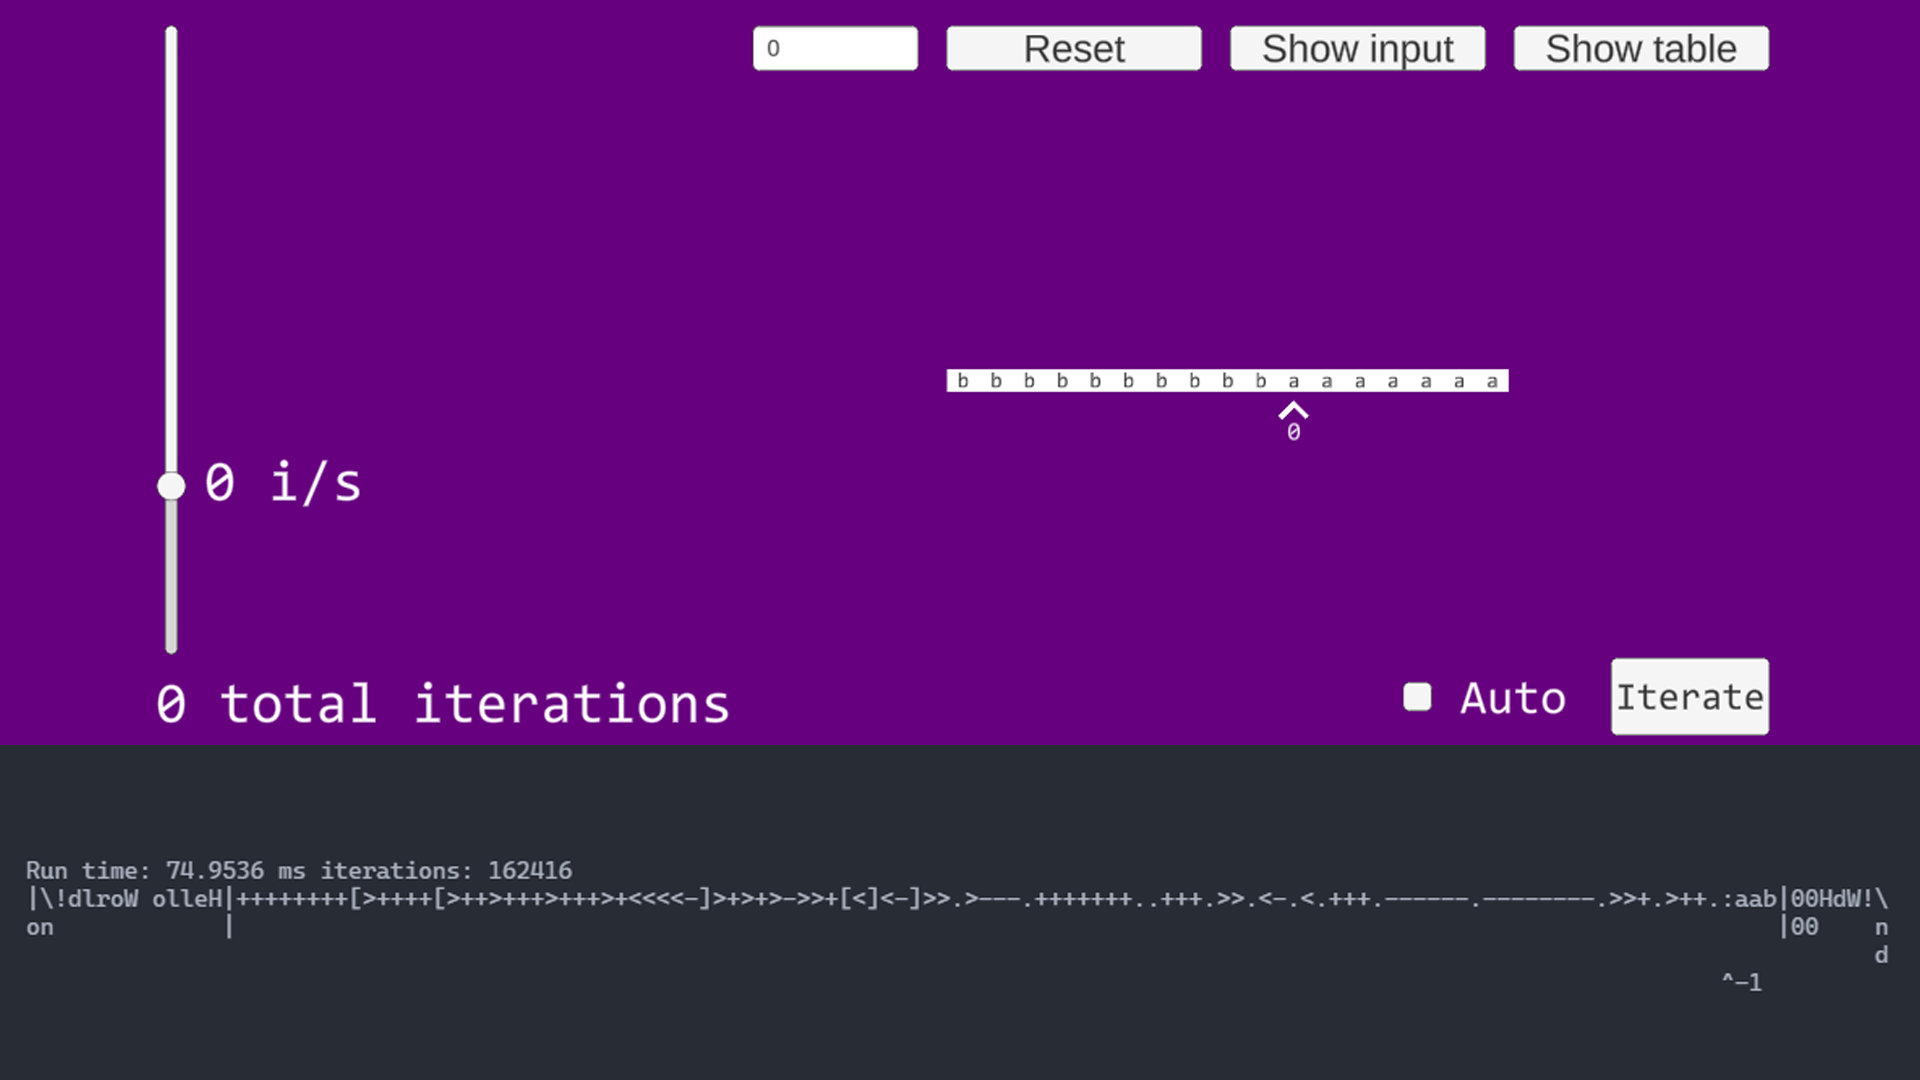 0
Reset
Show input
Show table
b b b b b b b b b b a a a a a a a
0
0 i/s
0 total iterations
Auto
Iterate
Run time: 74.9536 ms iterations: 162416
|\!dlroW olleH|++++++++[>++++[>++>+++>+++>+<<<<-]>+>+>->>+[<]<-]>>.>---.+++++++..+++.>>.<-.<.+++.------.--------.>>+.>++.:aab|00HdW!\
on | |00 n
d
^-1